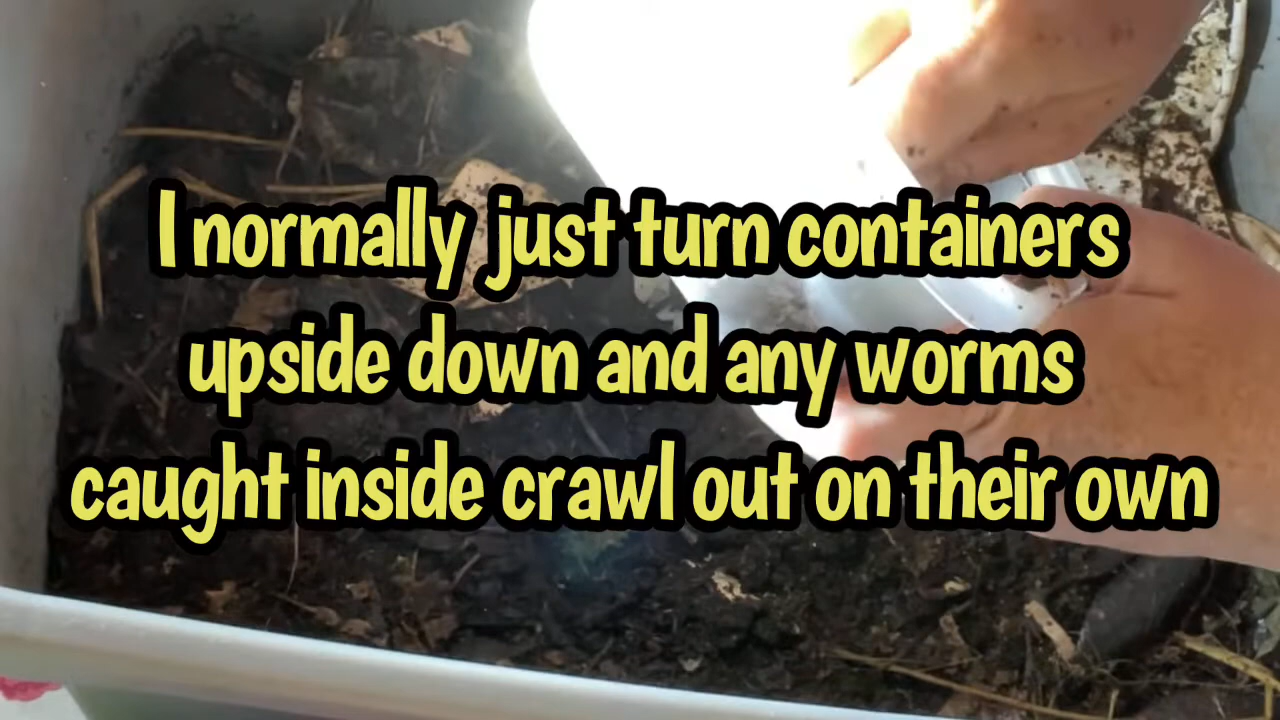 I normally just turn containers
upside down and any worms
caught inside crawl out on their own